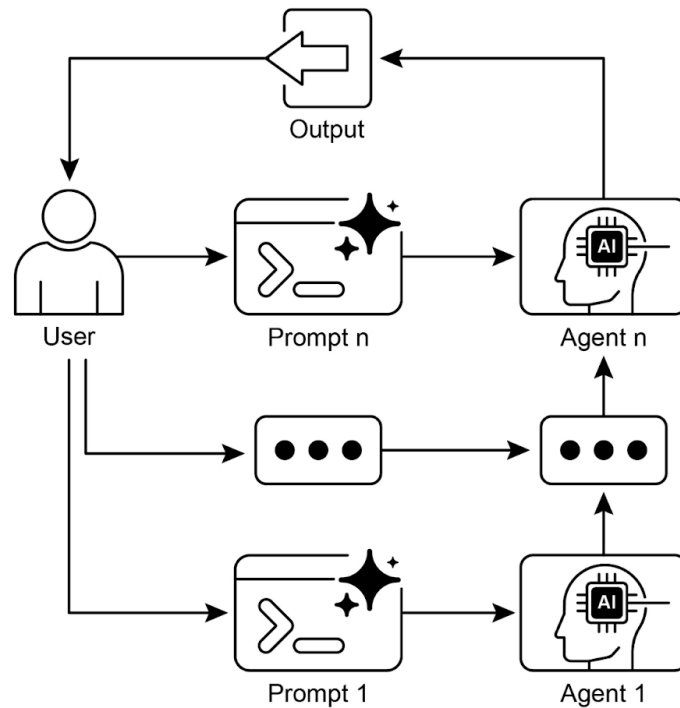 Output
AI
User
Prompt n
Agent n
AI
Prompt 1
Agent 1